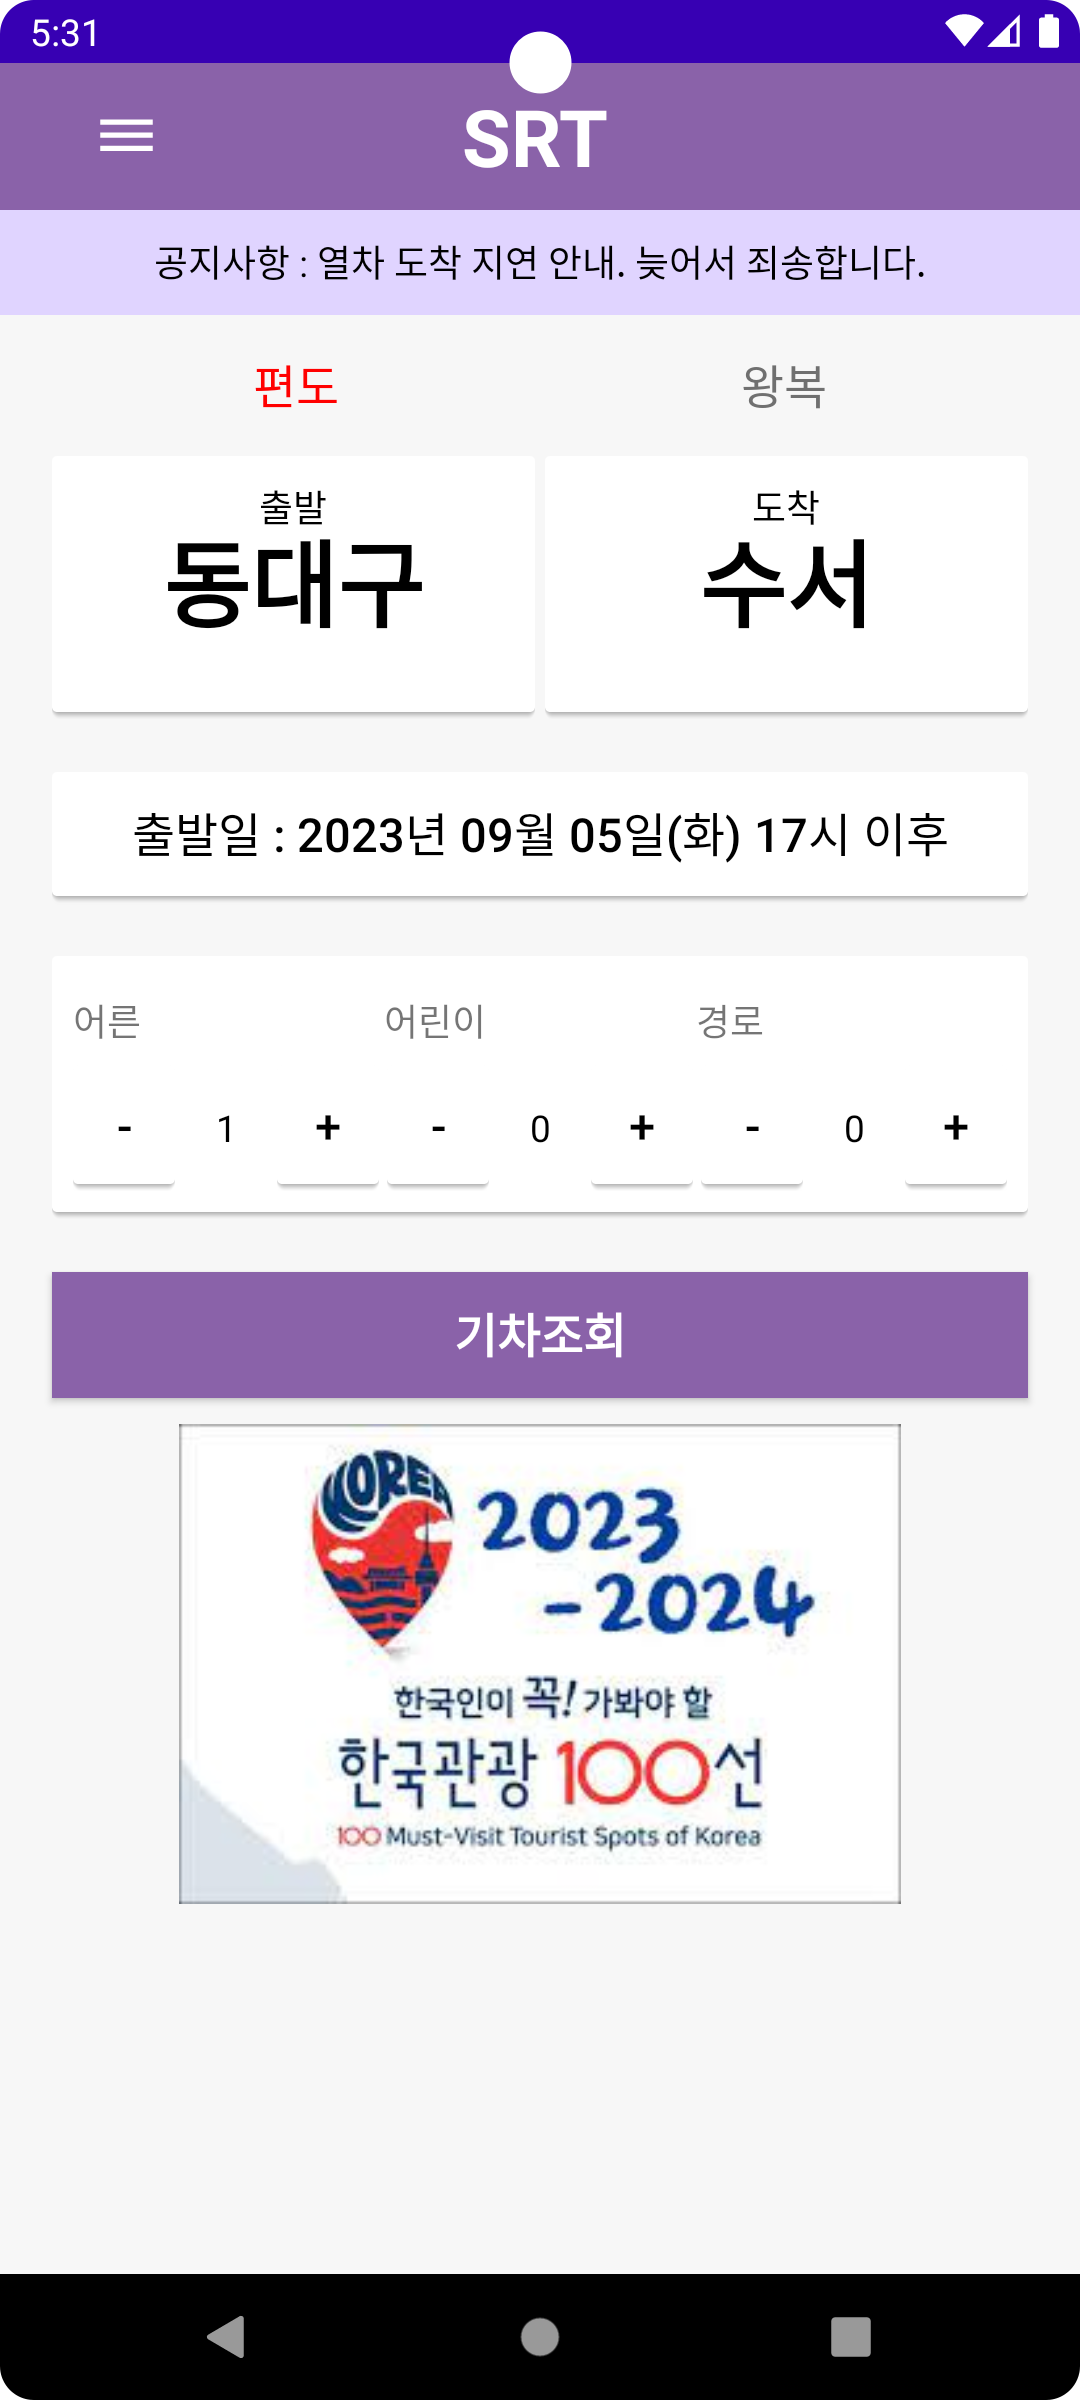 5:31
SRT
공지사항 : 열차 도착 지연 안내. 늦어서 죄송합니다.
편도 왕복
출발 도착
동대구 수서
출발일 : 2023년 09월 05일(화) 17시 이후
어른 어린이 경로
- 1 + - 0 + - 0 +
기차조회
KOREA
2023
-2024
한국인이 꼭! 가봐야 할
한국관광 100선
100 Must-Visit Tourist Spots of Korea